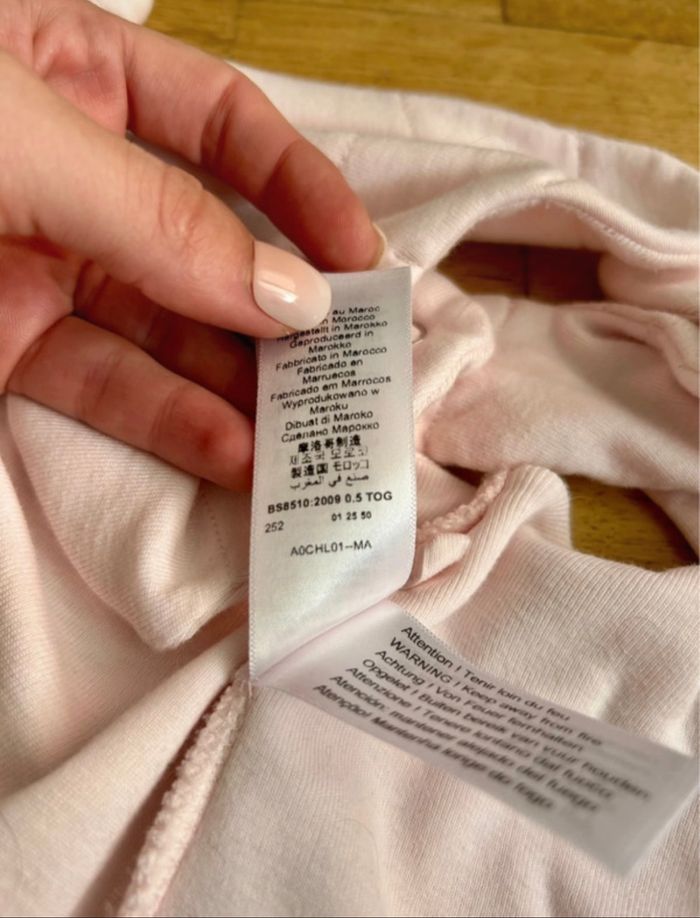 au Maroc
in Morocco
Hergestellt in Marokko
Geproduceerd in
Marokko
Fabbricato in Marocco
Fabricado en
Marruecos
Fabricado em Marrocos
Wyprodukowano w
Maroku
Dibuat di Maroko
Сделано Марокко
摩洛哥制造
제조국 모로코
製造国 モロッコ
صنع في المغرب
BS8510:2009 0.5 TOG
252 01 25 50
A0CHL01--MA
Attention ! Tenir loin du feu
WARNING ! Keep away from fire
Achtung ! Von Feuer fernhalten
Opgelet ! Buiten bereik van vuur houden
Attenzione ! Tenere lontano dal fuoco
Atención: mantener alejado del fuego
Atenção! Mantenha longe do fogo